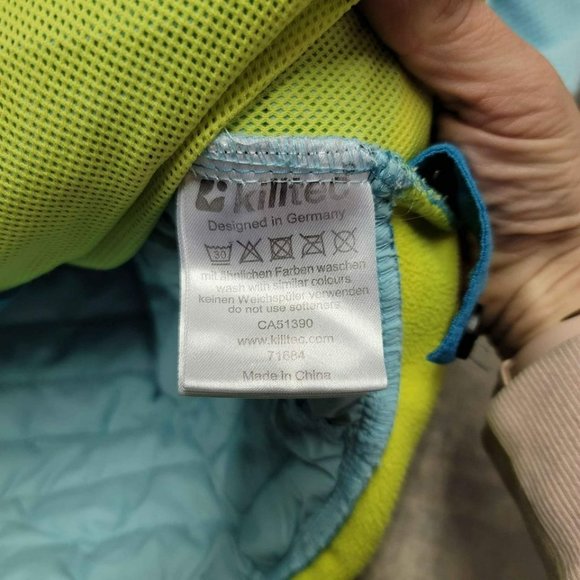 killtec
Designed in Germany
30
mit ähnlichen Farben waschen
wash with similar colours
keinen Weichspüler verwenden
do not use softeners
CA51390
www.killtec.com
71684
Made in China